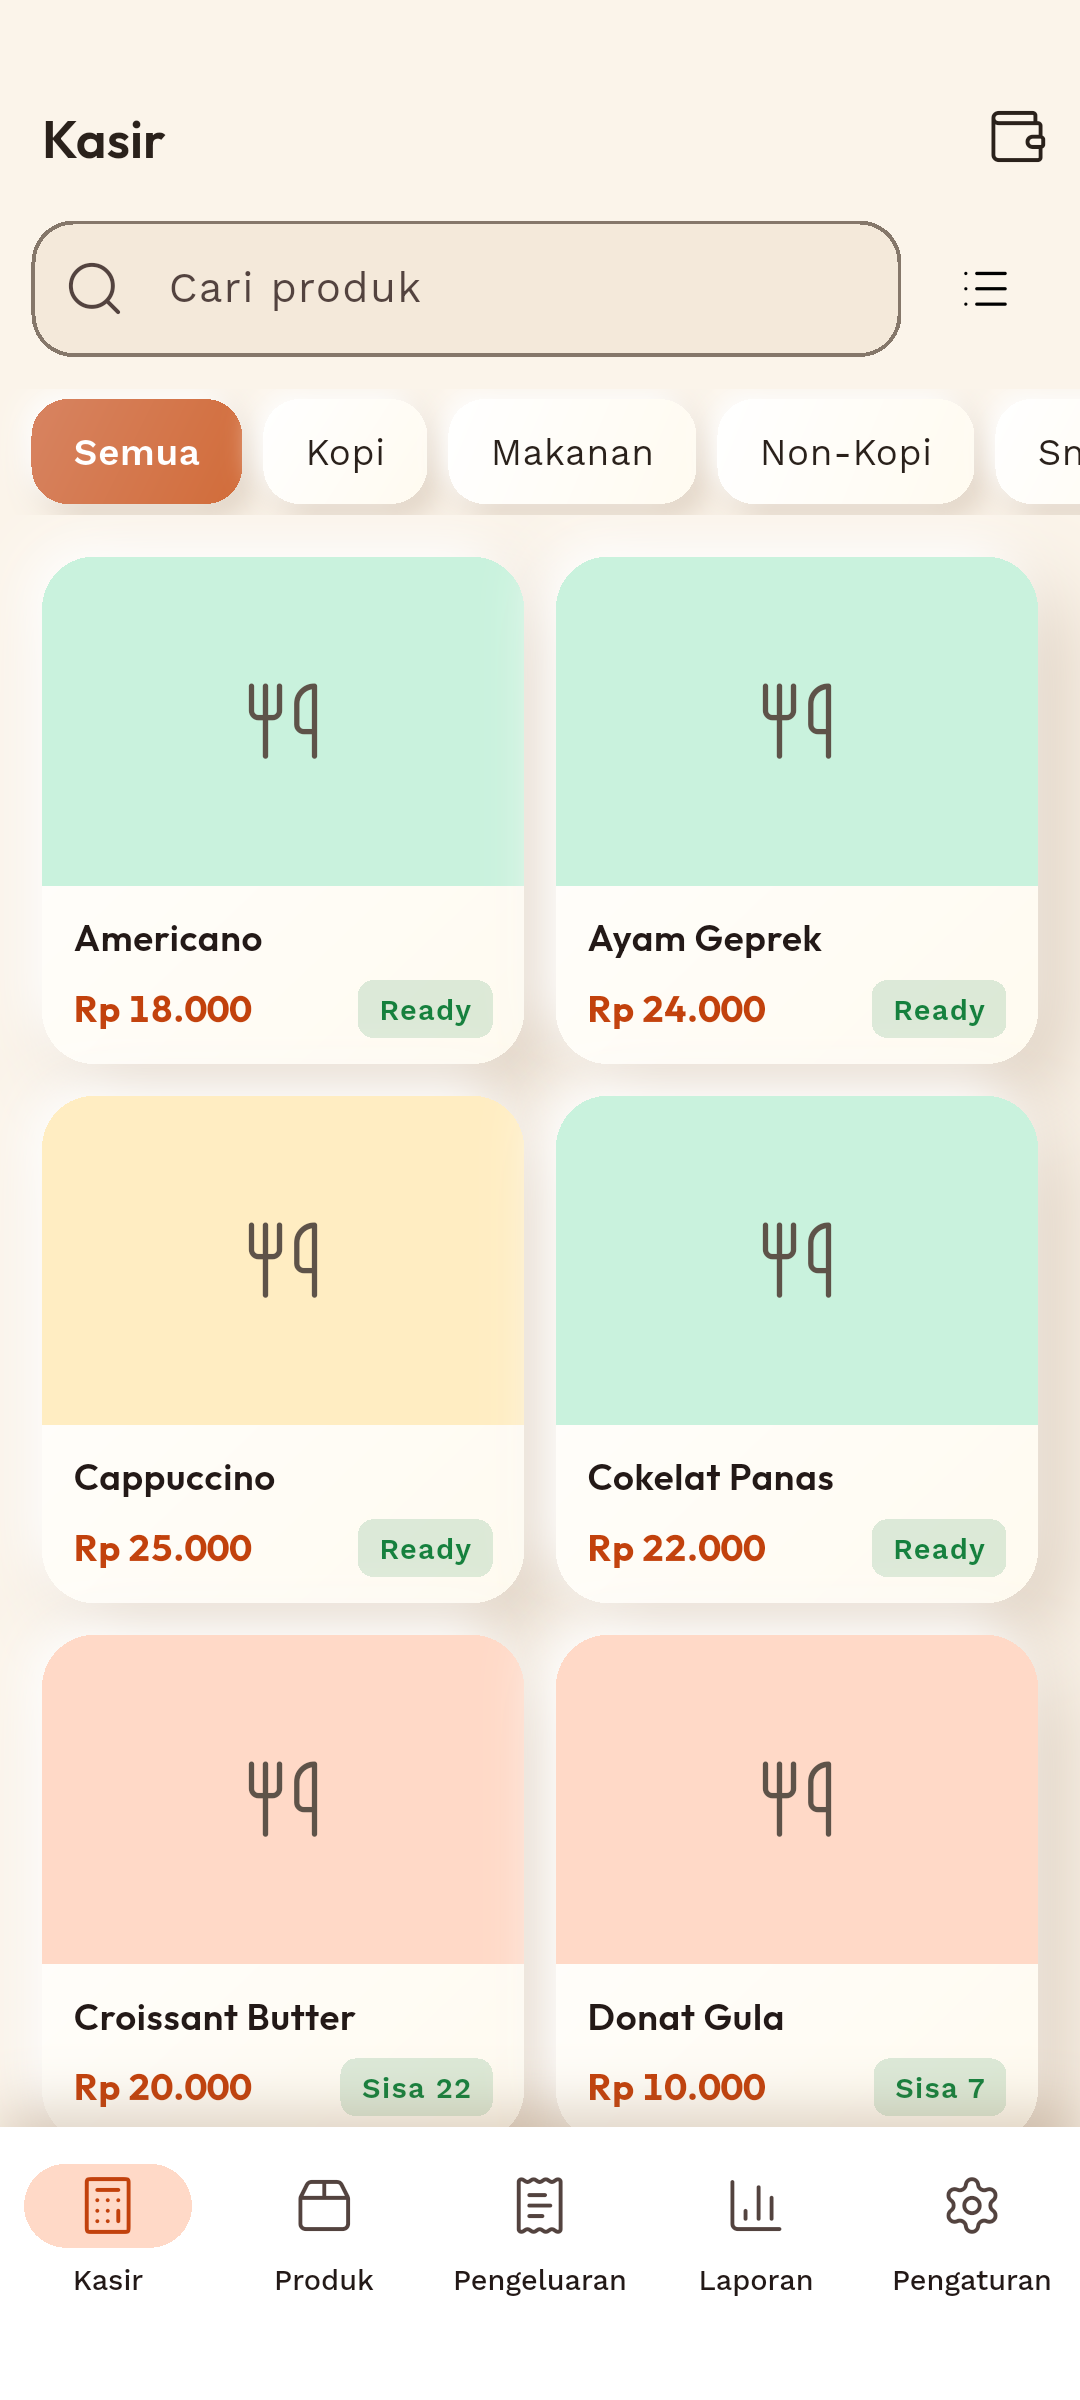 Kasir
Cari produk
Semua
Kopi
Makanan
Non-Kopi
Sn
Americano
Rp 18.000
Ready
Ayam Geprek
Rp 24.000
Ready
Cappuccino
Rp 25.000
Ready
Cokelat Panas
Rp 22.000
Ready
Croissant Butter
Rp 20.000
Sisa 22
Donat Gula
Rp 10.000
Sisa 7
Kasir
Produk
Pengeluaran
Laporan
Pengaturan